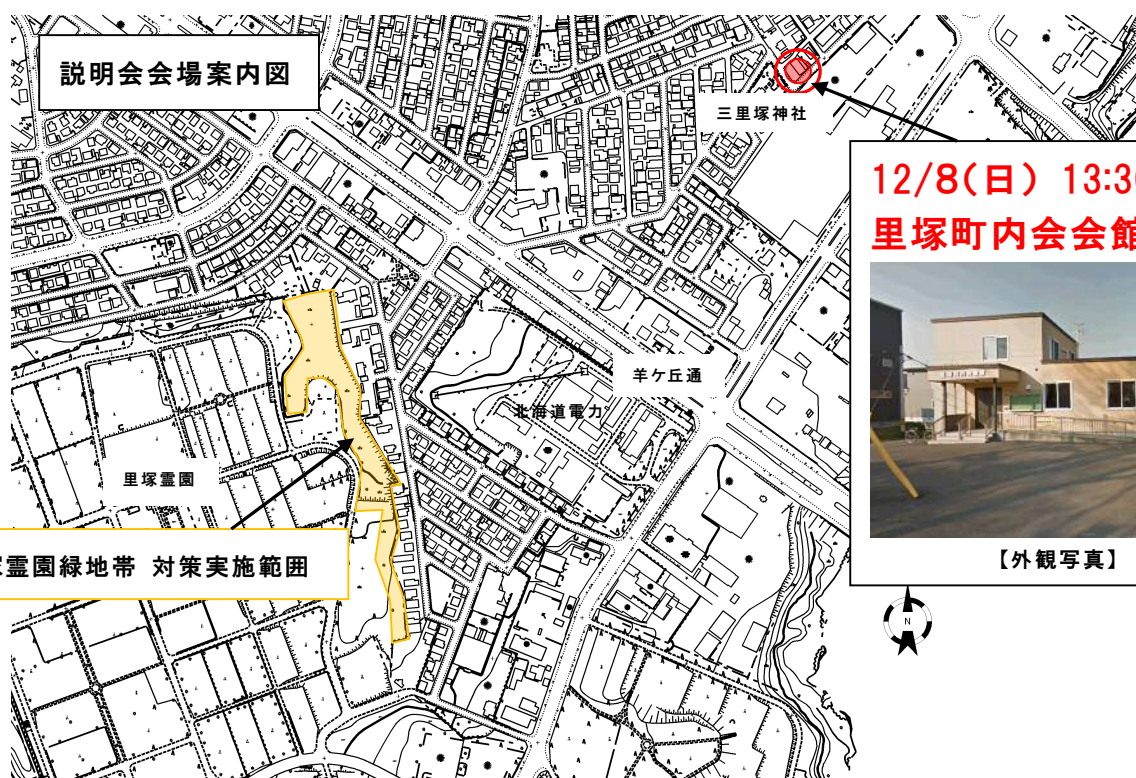 説明会会場案内図
三里塚神社
12/8(日) 13:30
里塚町内会会館
羊ケ丘通
北海道電力
里塚霊園
霊園緑地帯 対策実施範囲
【外観写真】
N